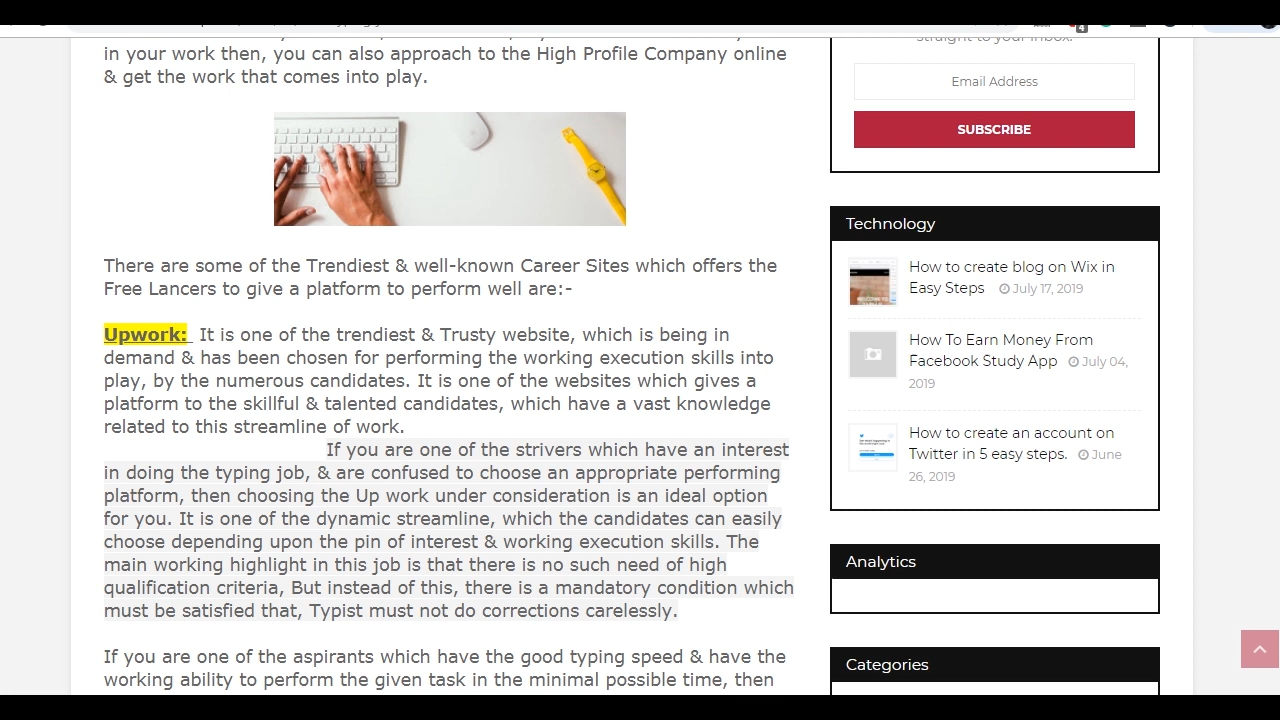 in your work then, you can also approach to the High Profile Company online
& get the work that comes into play.
There are some of the Trendiest & well-known Career Sites which offers the
Free Lancers to give a platform to perform well are:-
Upwork: It is one of the trendiest & Trusty website, which is being in
demand & has been chosen for performing the working execution skills into
play, by the numerous candidates. It is one of the websites which gives a
platform to the skillful & talented candidates, which have a vast knowledge
related to this streamline of work.
If you are one of the strivers which have an interest
in doing the typing job, & are confused to choose an appropriate performing
platform, then choosing the Up work under consideration is an ideal option
for you. It is one of the dynamic streamline, which the candidates can easily
choose depending upon the pin of interest & working execution skills. The
main working highlight in this job is that there is no such need of high
qualification criteria, But instead of this, there is a mandatory condition which
must be satisfied that, Typist must not do corrections carelessly.
If you are one of the aspirants which have the good typing speed & have the
working ability to perform the given task in the minimal possible time, then
straight to your inbox.
Email Address
SUBSCRIBE
Technology
How to create blog on Wix in
Easy Steps July 17, 2019
How To Earn Money From
Facebook Study App July 04,
2019
How to create an account on
Twitter in 5 easy steps. June
26, 2019
Analytics
Categories
4